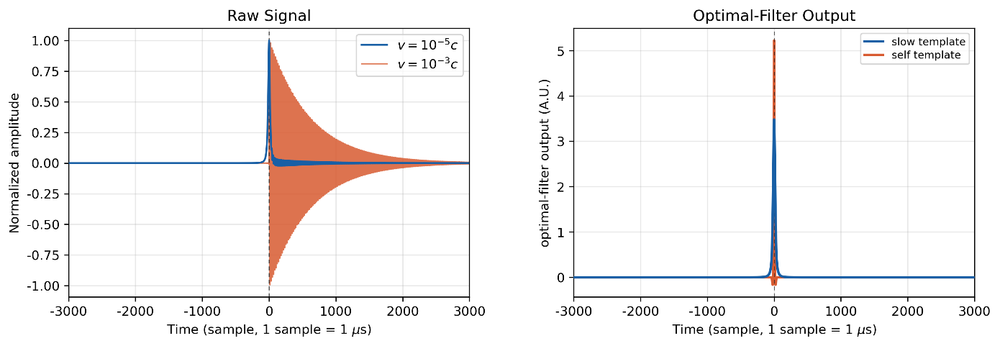 Raw Signal
Normalized amplitude
1.00
0.75
0.50
0.25
0.00
-0.25
-0.50
-0.75
-1.00
v = 10⁻⁵c
v = 10⁻³c
-3000 -2000 -1000 0 1000 2000 3000
Time (sample, 1 sample = 1 μs)
Optimal-Filter Output
optimal-filter output (A.U.)
5
4
3
2
1
0
slow template
self template
-3000 -2000 -1000 0 1000 2000 3000
Time (sample, 1 sample = 1 μs)